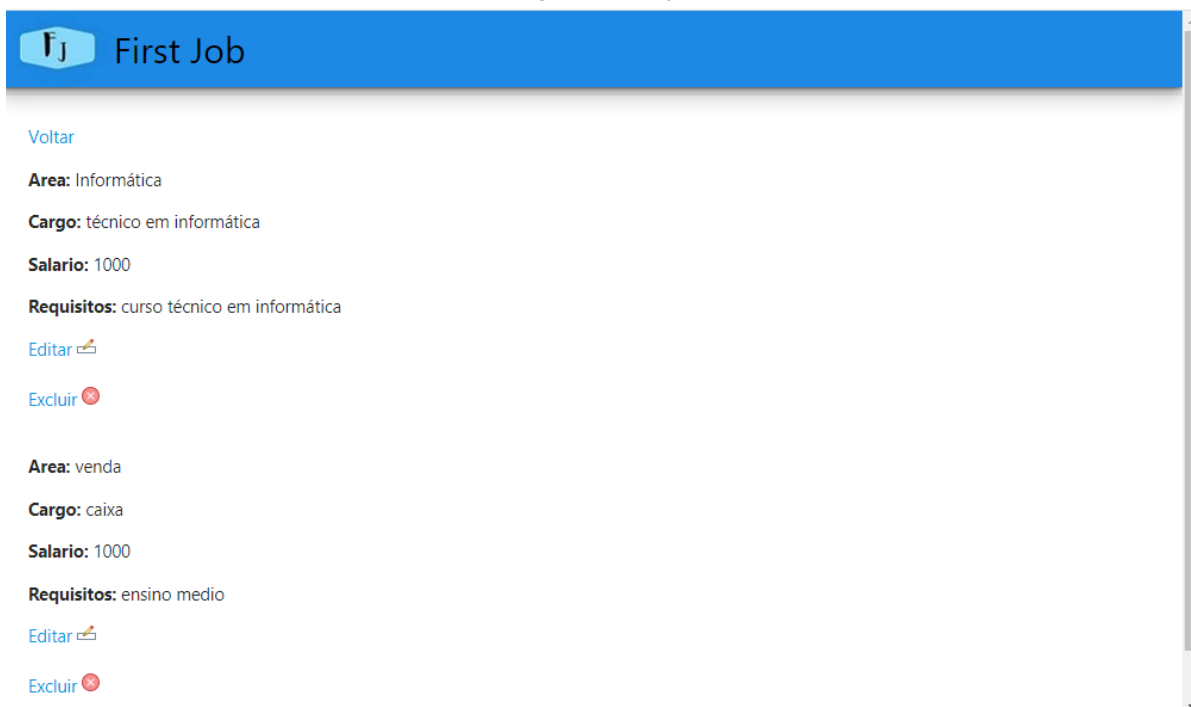 FJ First Job
Voltar
Area: Informática
Cargo: técnico em informática
Salario: 1000
Requisitos: curso técnico em informática
Editar
Excluir
Area: venda
Cargo: caixa
Salario: 1000
Requisitos: ensino medio
Editar
Excluir